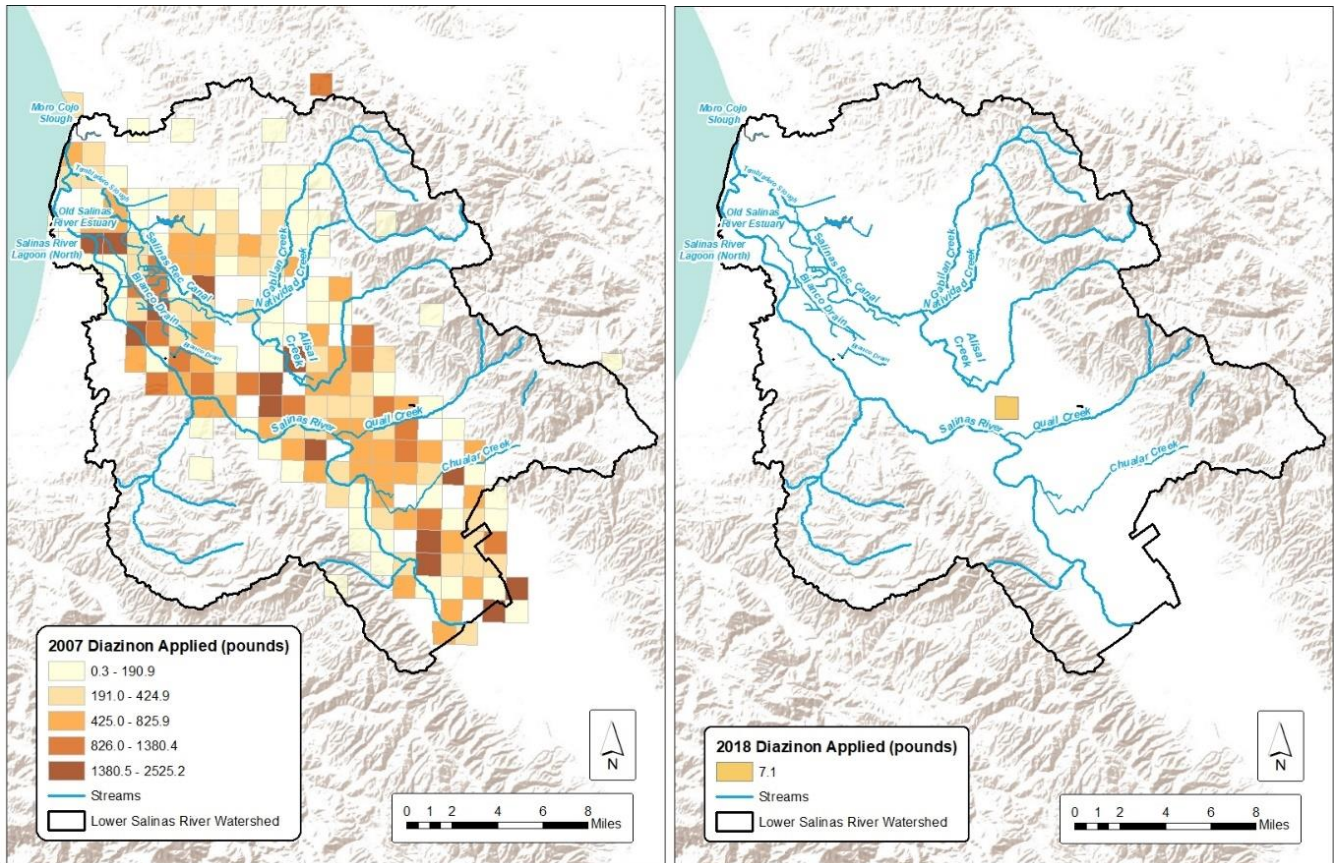 Moro Cojo
Slough
Tembladero Slough
Old Salinas
River Estuary
Salinas River
Lagoon (North)
Salinas Rec. Canal
Blanco Drain
Blanco Drain
Gabilan Creek
Natividad Creek
Alisal
Creek
Salinas River
Quail Creek
Chualar Creek
2007 Diazinon Applied (pounds)
0.3 - 190.9
191.0 - 424.9
425.0 - 825.9
826.0 - 1380.4
1380.5 - 2525.2
Streams
Lower Salinas River Watershed
N
0 1 2 4 6 8
Miles
Moro Cojo
Slough
Tembladero Slough
Old Salinas
River Estuary
Salinas River
Lagoon (North)
Salinas Rec. Canal
Blanco Drain
Blanco Drain
Gabilan Creek
Natividad Creek
Alisal
Creek
Salinas River
Quail Creek
Chualar Creek
2018 Diazinon Applied (pounds)
7.1
Streams
Lower Salinas River Watershed
N
0 1 2 4 6 8
Miles